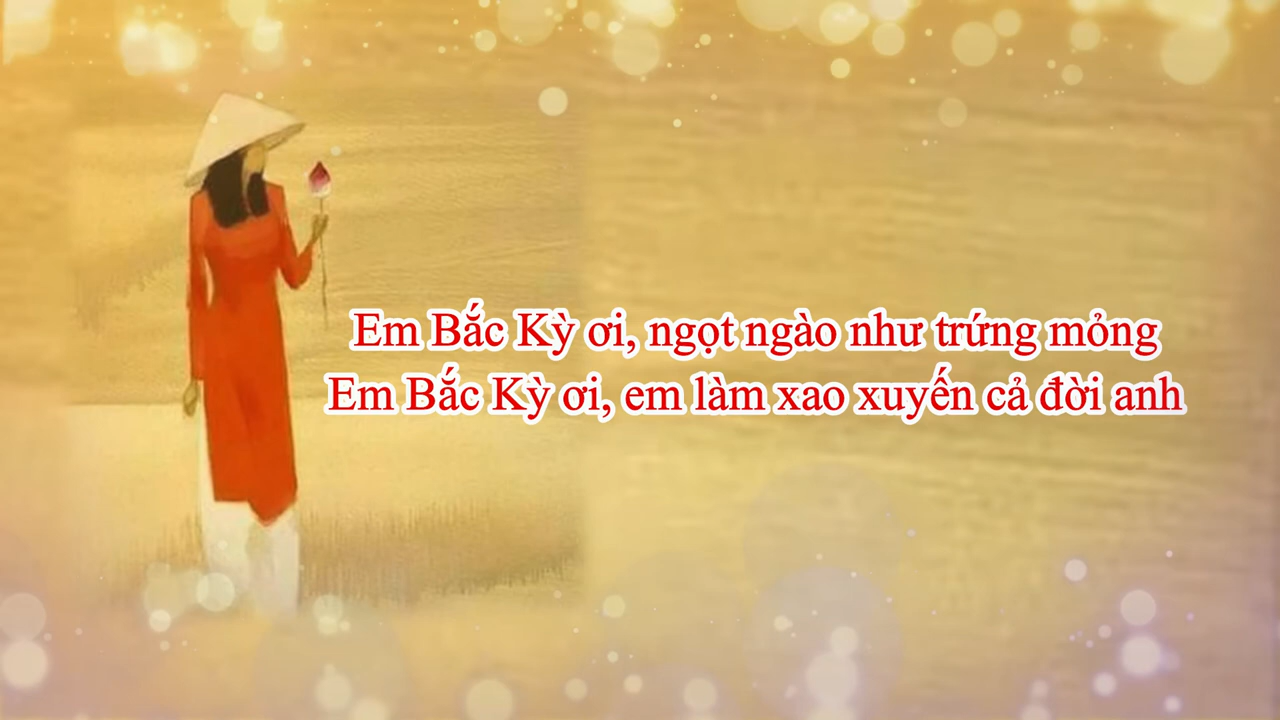 Em Bắc Kỳ ơi, ngọt ngào như trứng mỏng
Em Bắc Kỳ ơi, em làm xao xuyến cả đời anh